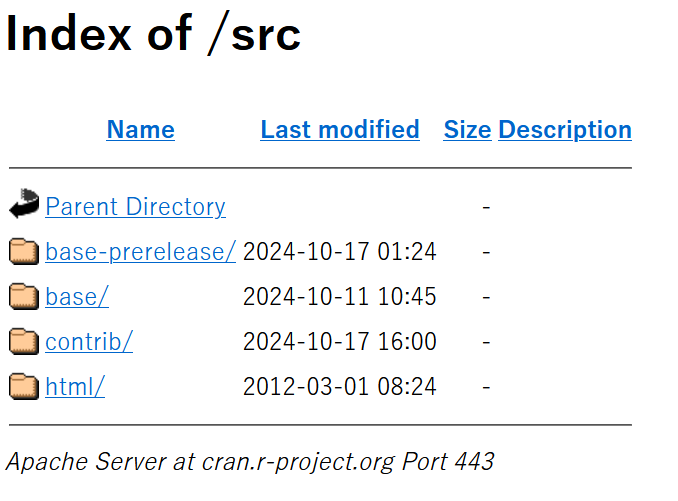 Index of /src
Name Last modified Size Description
Parent Directory -
base-prerelease/ 2024-10-17 01:24 -
base/ 2024-10-11 10:45 -
contrib/ 2024-10-17 16:00 -
html/ 2012-03-01 08:24 -
Apache Server at cran.r-project.org Port 443